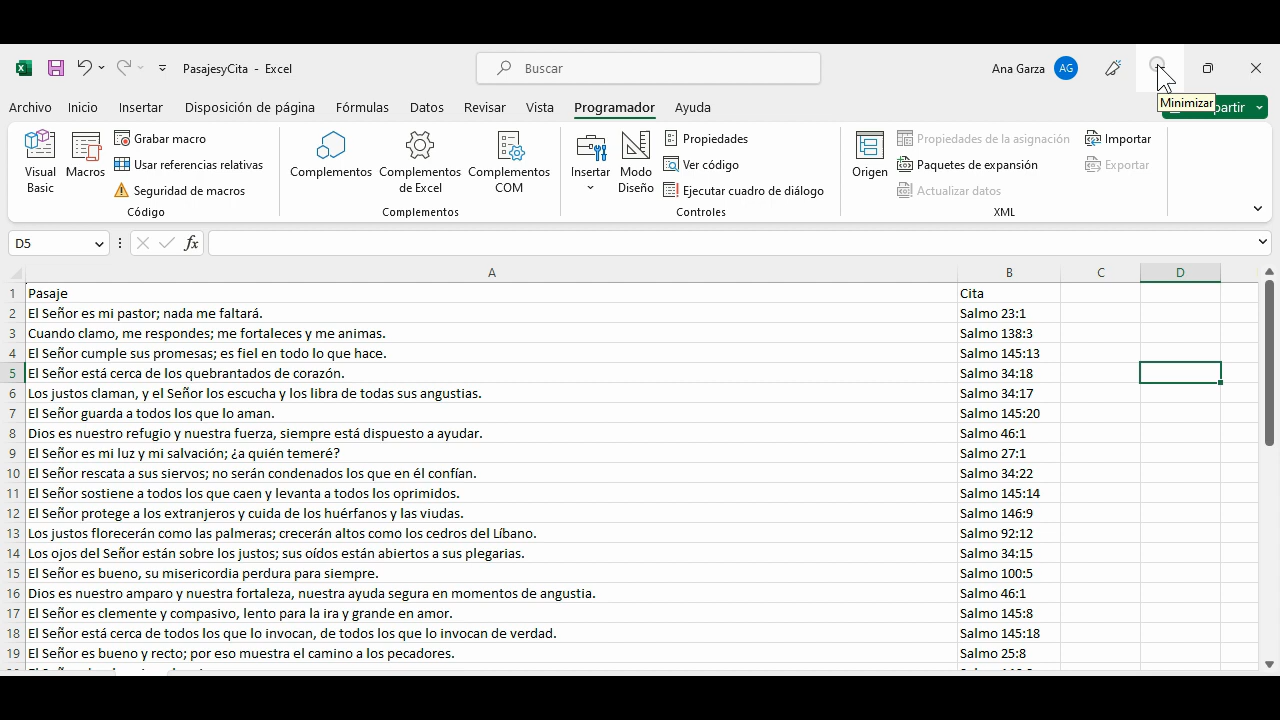 PasajesyCita - Excel
Buscar
Ana Garza AG
Minimizar
Archivo Inicio Insertar Disposición de página Fórmulas Datos Revisar Vista Programador Ayuda
Visual Basic
Macros
Grabar macro
Usar referencias relativas
Seguridad de macros
Código
Complementos
Complementos de Excel
Complementos COM
Complementos
Insertar
Modo Diseño
Propiedades
Ver código
Ejecutar cuadro de diálogo
Controles
Origen
Propiedades de la asignación
Paquetes de expansión
Actualizar datos
Importar
Exportar
XML
D5 fx
A B C D
1 Pasaje Cita
2 El Señor es mi pastor; nada me faltará. Salmo 23:1
3 Cuando clamo, me respondes; me fortaleces y me animas. Salmo 138:3
4 El Señor cumple sus promesas; es fiel en todo lo que hace. Salmo 145:13
5 El Señor está cerca de los quebrantados de corazón. Salmo 34:18
6 Los justos claman, y el Señor los escucha y los libra de todas sus angustias. Salmo 34:17
7 El Señor guarda a todos los que lo aman. Salmo 145:20
8 Dios es nuestro refugio y nuestra fuerza, siempre está dispuesto a ayudar. Salmo 46:1
9 El Señor es mi luz y mi salvación; ¿a quién temeré? Salmo 27:1
10 El Señor rescata a sus siervos; no serán condenados los que en él confían. Salmo 34:22
11 El Señor sostiene a todos los que caen y levanta a todos los oprimidos. Salmo 145:14
12 El Señor protege a los extranjeros y cuida de los huérfanos y las viudas. Salmo 146:9
13 Los justos florecerán como las palmeras; crecerán altos como los cedros del Líbano. Salmo 92:12
14 Los ojos del Señor están sobre los justos; sus oídos están abiertos a sus plegarias. Salmo 34:15
15 El Señor es bueno, su misericordia perdura para siempre. Salmo 100:5
16 Dios es nuestro amparo y nuestra fortaleza, nuestra ayuda segura en momentos de angustia. Salmo 46:1
17 El Señor es clemente y compasivo, lento para la ira y grande en amor. Salmo 145:8
18 El Señor está cerca de todos los que lo invocan, de todos los que lo invocan de verdad. Salmo 145:18
19 El Señor es bueno y recto; por eso muestra el camino a los pecadores. Salmo 25:8